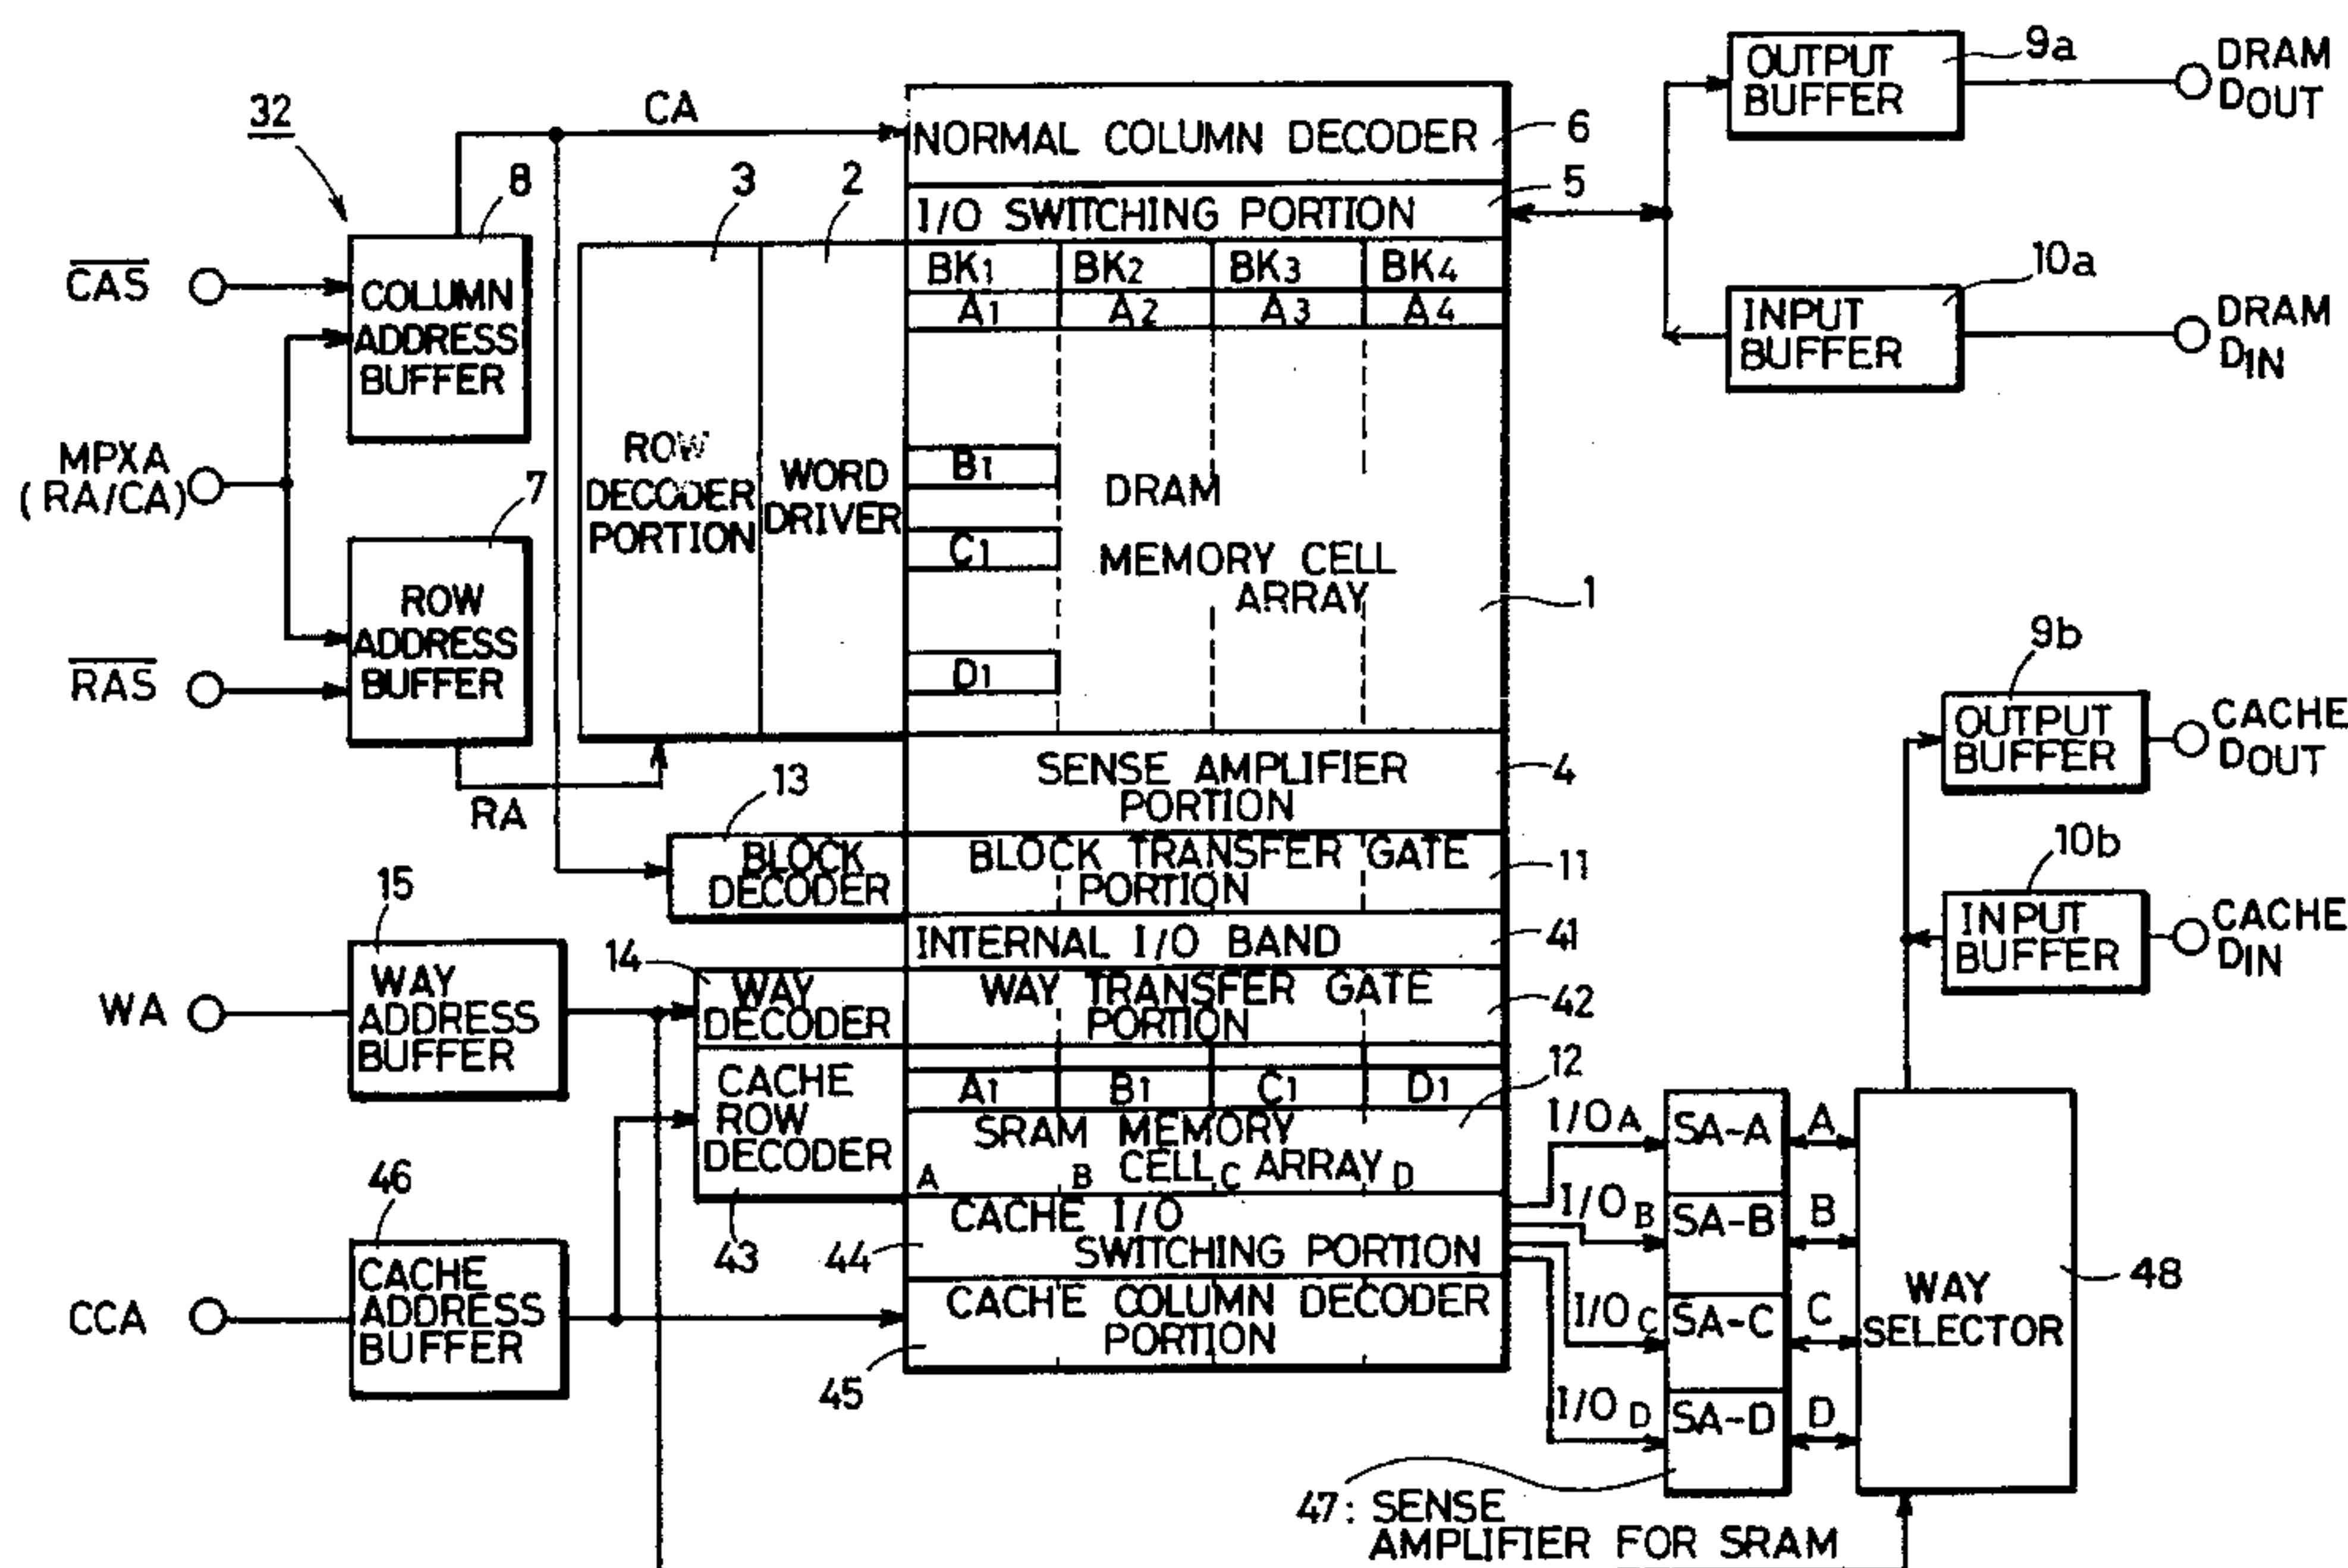 32
CAS
MPXA
(RA/CA)
RAS
8
COLUMN
ADDRESS
BUFFER
7
ROW
ADDRESS
BUFFER
CA
RA
3
ROW
DECODER
PORTION
2
WORD
DRIVER
NORMAL COLUMN DECODER
6
I/O SWITCHING PORTION
5
BK1 BK2 BK3 BK4
A1 A2 A3 A4
B1
C1
D1
DRAM
MEMORY CELL
ARRAY
1
SENSE AMPLIFIER
PORTION
4
13
BLOCK
DECODER
BLOCK TRANSFER GATE
PORTION
11
INTERNAL I/O BAND
41
14
WAY
DECODER
WAY TRANSFER GATE
PORTION
42
CACHE
ROW
DECODER
43
A1 B1 C1 D1
12
SRAM MEMORY
CELL ARRAY
A B C D
CACHE I/O
SWITCHING PORTION
44
CACHE COLUMN DECODER
PORTION
45
WA
15
WAY
ADDRESS
BUFFER
CCA
46
CACHE
ADDRESS
BUFFER
OUTPUT
BUFFER
9a
DRAM
DOUT
INPUT
BUFFER
10a
DRAM
DIN
9b
OUTPUT
BUFFER
CACHE
DOUT
10b
INPUT
BUFFER
CACHE
DIN
I/OA
I/OB
I/OC
I/OD
SA-A
SA-B
SA-C
SA-D
A
B
C
D
WAY
SELECTOR
48
47: SENSE
AMPLIFIER FOR SRAM